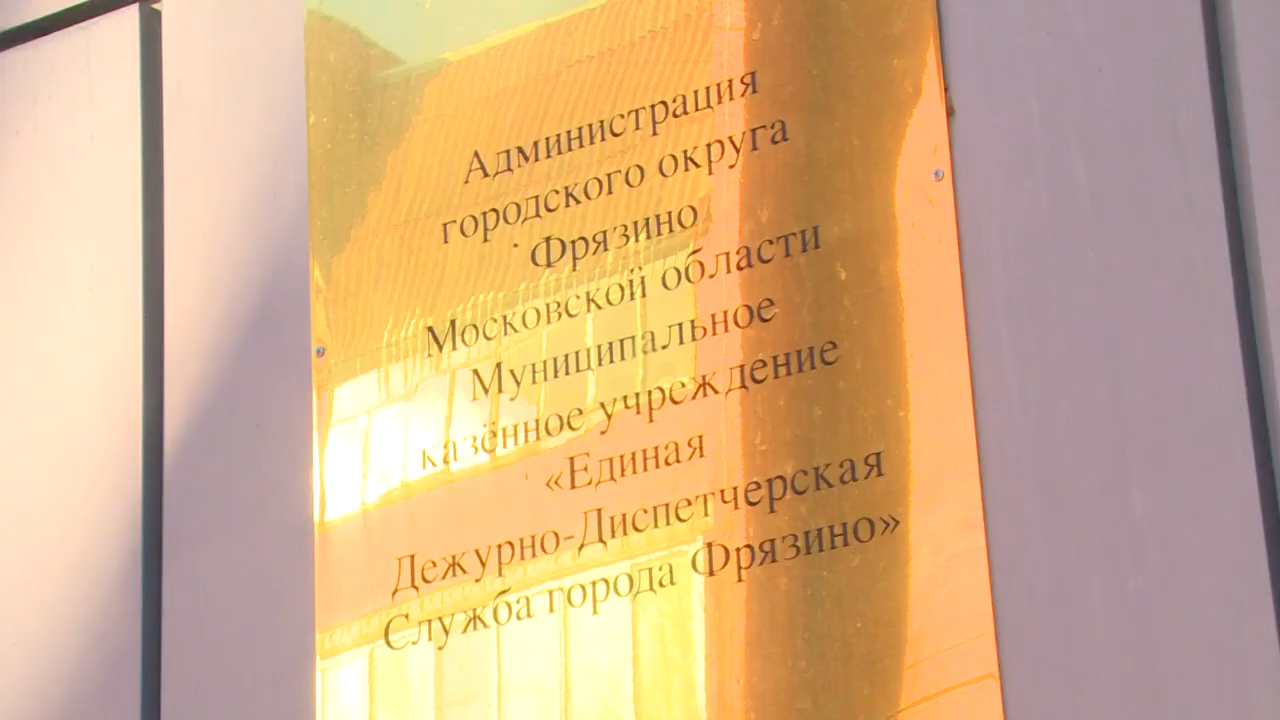 Администрация
городского округа
Фрязино
Московской области
Муниципальное
казённое учреждение
«Единая
Дежурно-Диспетчерская
Служба города Фрязино»